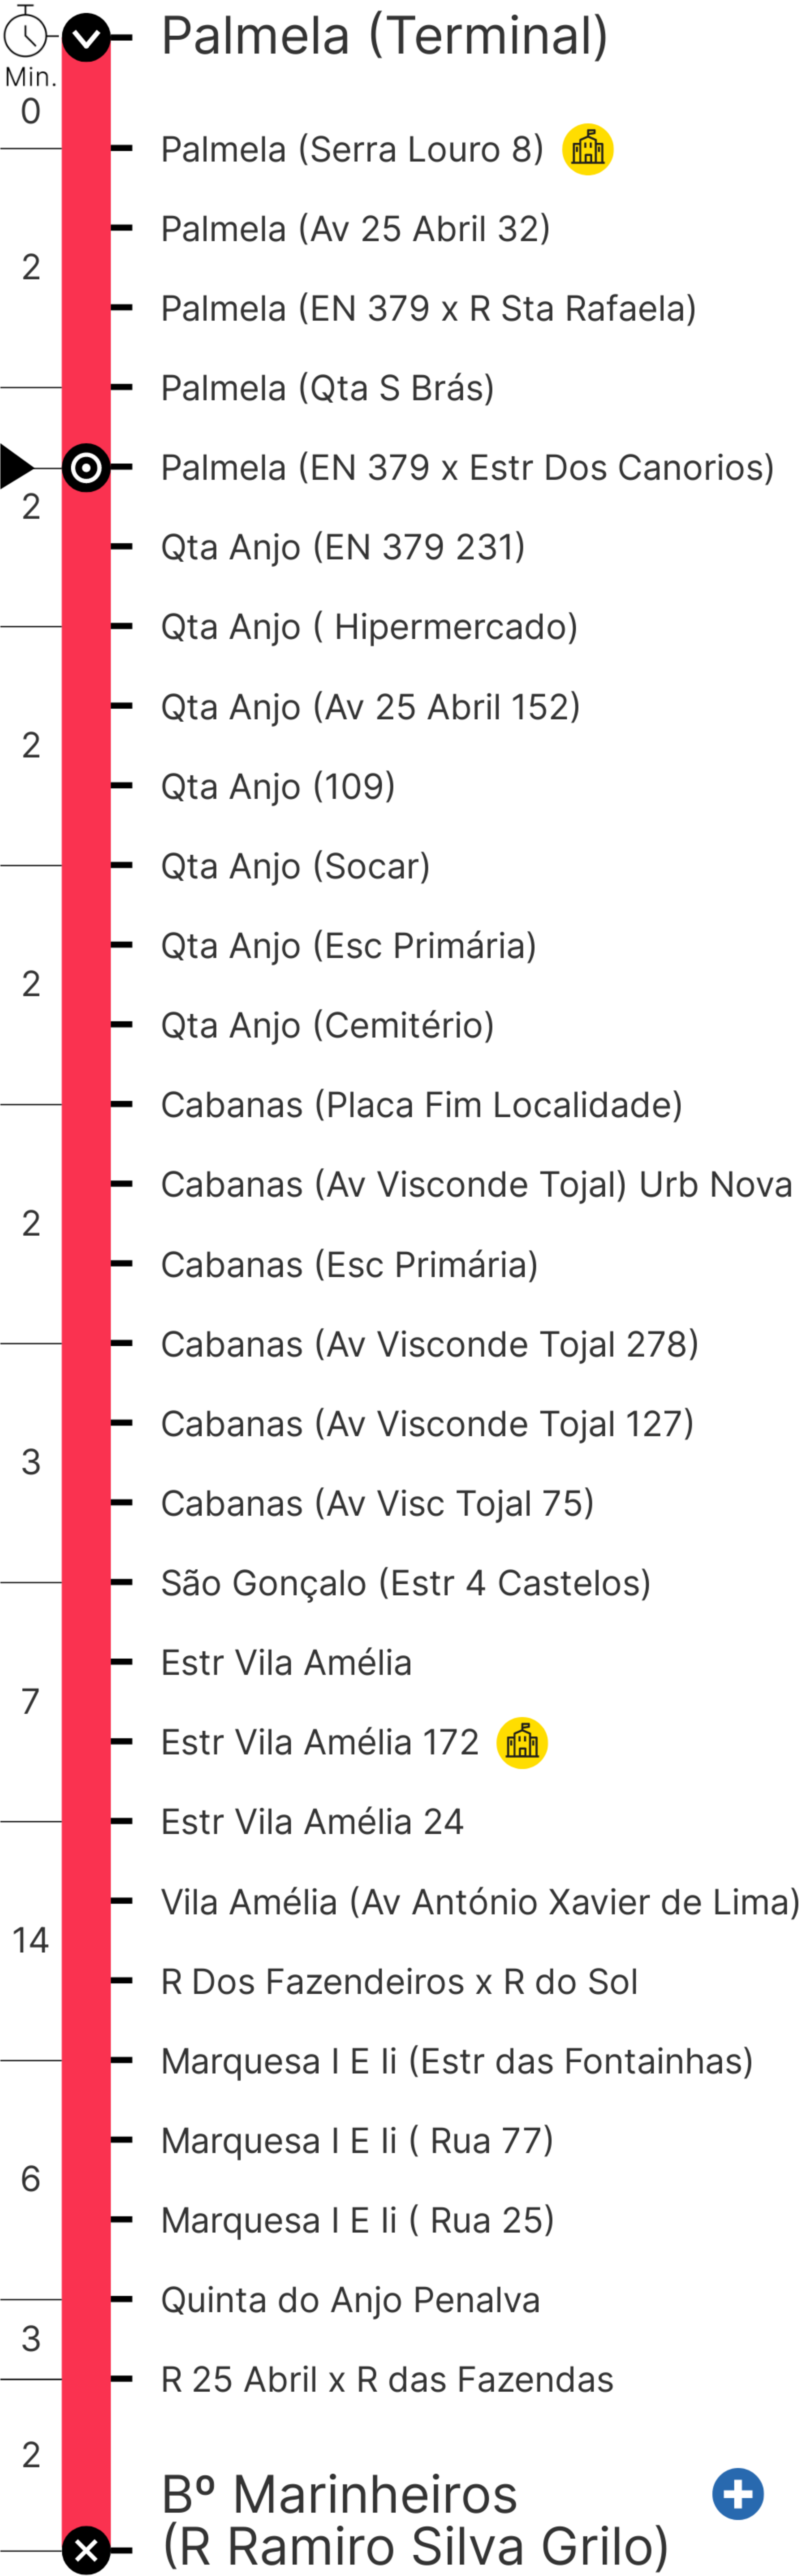 Palmela (Terminal)
Min.
0
Palmela (Serra Louro 8)
Palmela (Av 25 Abril 32)
2
Palmela (EN 379 x R Sta Rafaela)
Palmela (Qta S Brás)
Palmela (EN 379 x Estr Dos Canorios)
2
Qta Anjo (EN 379 231)
Qta Anjo ( Hipermercado)
Qta Anjo (Av 25 Abril 152)
2
Qta Anjo (109)
Qta Anjo (Socar)
Qta Anjo (Esc Primária)
2
Qta Anjo (Cemitério)
Cabanas (Placa Fim Localidade)
Cabanas (Av Visconde Tojal) Urb Nova
2
Cabanas (Esc Primária)
Cabanas (Av Visconde Tojal 278)
Cabanas (Av Visconde Tojal 127)
3
Cabanas (Av Visc Tojal 75)
São Gonçalo (Estr 4 Castelos)
Estr Vila Amélia
7
Estr Vila Amélia 172
Estr Vila Amélia 24
Vila Amélia (Av António Xavier de Lima)
14
R Dos Fazendeiros x R do Sol
Marquesa I E Ii (Estr das Fontainhas)
Marquesa I E Ii ( Rua 77)
6
Marquesa I E Ii ( Rua 25)
Quinta do Anjo Penalva
3
R 25 Abril x R das Fazendas
2
Bº Marinheiros
(R Ramiro Silva Grilo)